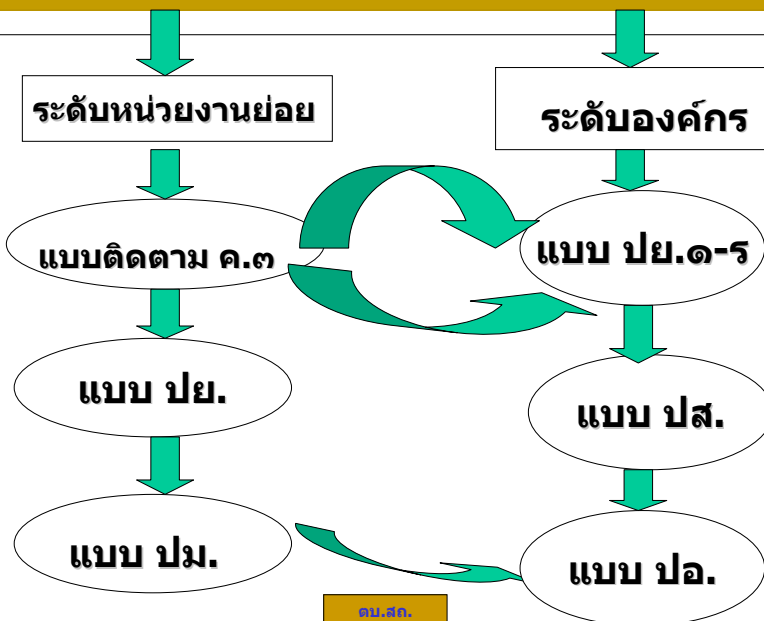 ระดับหน่วยงานย่อย
ระดับองค์กร
แบบติดตาม ค.๓
แบบ ปย.๑-ร
แบบ ปย.
แบบ ปส.
แบบ ปม.
แบบ ปอ.
ตบ.สถ.